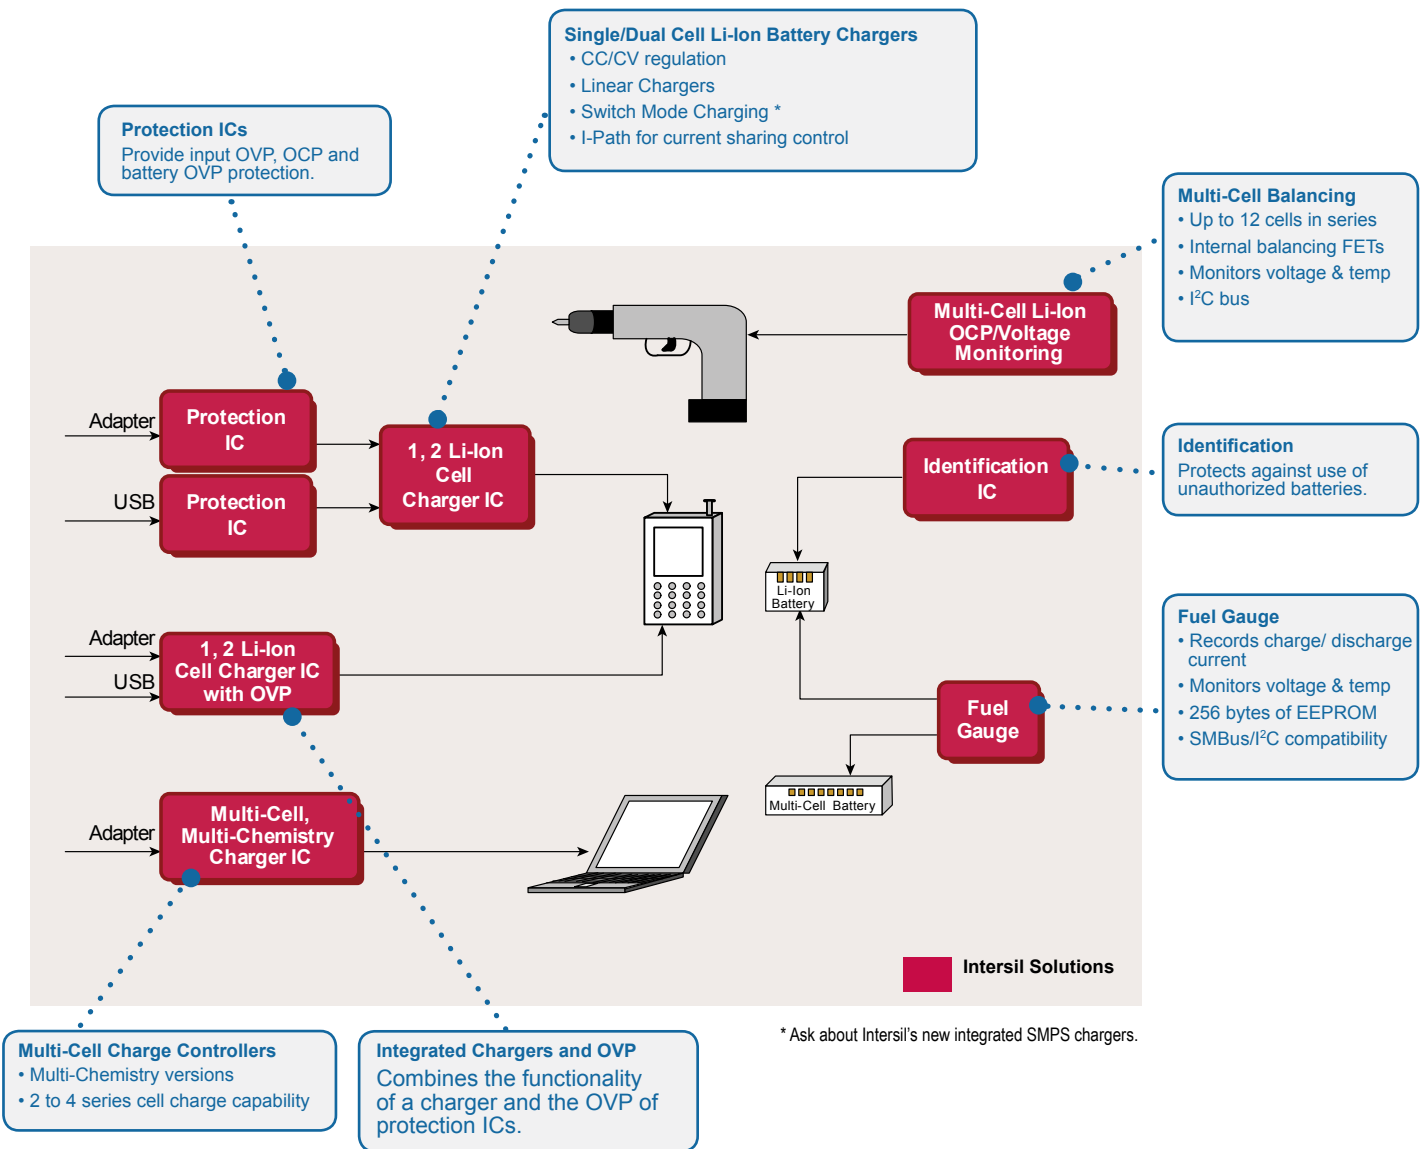 Single/Dual Cell Li-Ion Battery Chargers
• CC/CV regulation
• Linear Chargers
• Switch Mode Charging *
• I-Path for current sharing control
Protection ICs
Provide input OVP, OCP and
battery OVP protection.
Multi-Cell Balancing
• Up to 12 cells in series
• Internal balancing FETs
• Monitors voltage & temp
• I²C bus
Multi-Cell Li-Ion
OCP/Voltage
Monitoring
Adapter
Protection
IC
USB
Protection
IC
1, 2 Li-Ion
Cell
Charger IC
Identification
IC
Identification
Protects against use of
unauthorized batteries.
Li-Ion
Battery
Adapter
USB
1, 2 Li-Ion
Cell Charger IC
with OVP
Fuel
Gauge
Fuel Gauge
• Records charge/ discharge
current
• Monitors voltage & temp
• 256 bytes of EEPROM
• SMBus/I²C compatibility
Multi-Cell Battery
Adapter
Multi-Cell,
Multi-Chemistry
Charger IC
Intersil Solutions
* Ask about Intersil's new integrated SMPS chargers.
Multi-Cell Charge Controllers
• Multi-Chemistry versions
• 2 to 4 series cell charge capability
Integrated Chargers and OVP
Combines the functionality
of a charger and the OVP of
protection ICs.